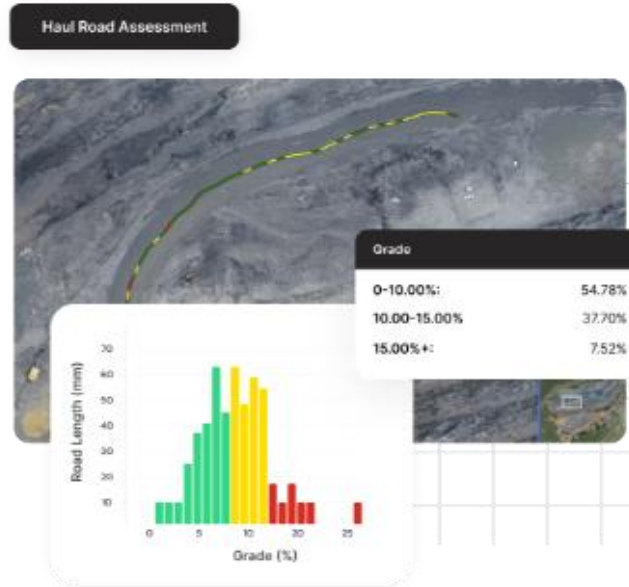 Haul Road Assessment
Grade
0-10.00%: 54.78%
10.00-15.00% 37.70%
15.00%+: 7.52%
Road Length (mm)
70
60
50
40
30
20
10
0 5 10 15 20 25
Grade (%)